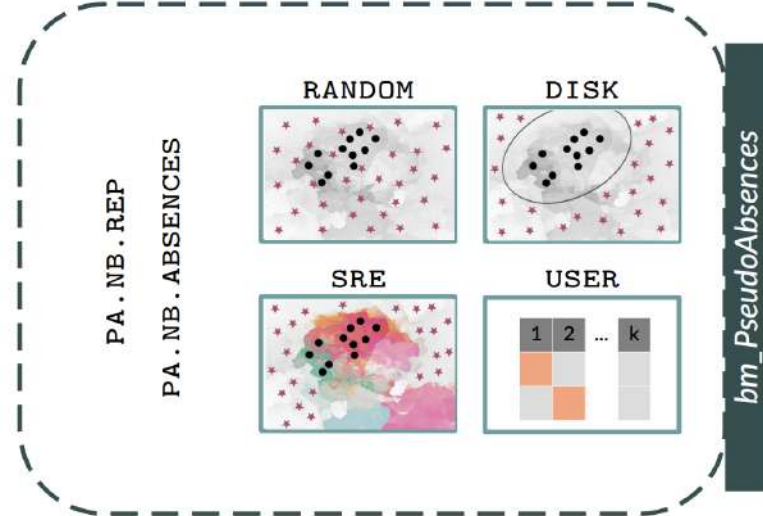 PA.NB.REP
PA.NB.ABSENCES
RANDOM
DISK
SRE
USER
1 2 ... k
bm_PseudoAbsences